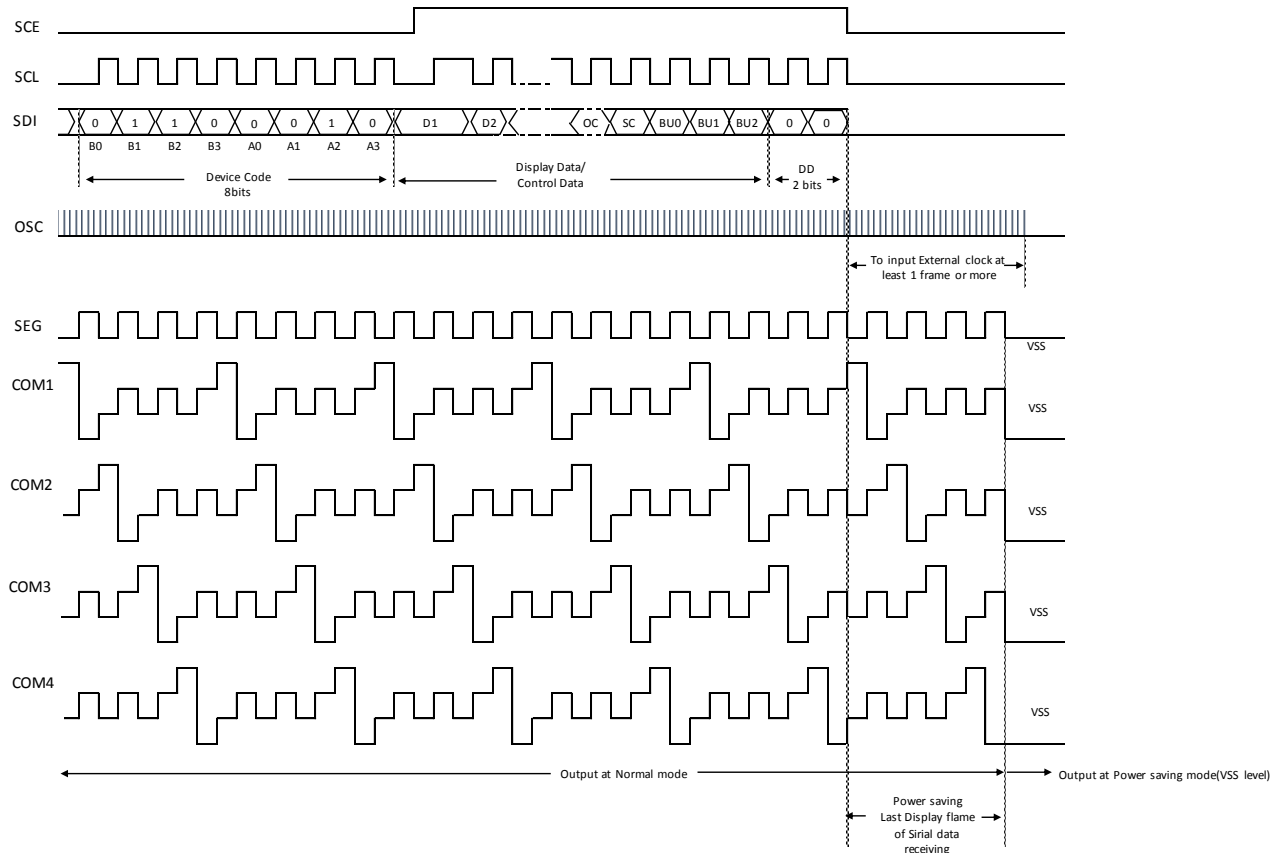 SCE
SCL
SDI
0 1 1 0 0 0 1 0 D1 D2 OC SC BU0 BU1 BU2 0 0
B0 B1 B2 B3 A0 A1 A2 A3
Device Code
8bits
Display Data/
Control Data
DD
2 bits
OSC
To input External clock at
least 1 frame or more
SEG
VSS
COM1
VSS
COM2
VSS
COM3
VSS
COM4
VSS
Output at Normal mode
Output at Power saving mode(VSS level)
Power saving
Last Display flame
of Sirial data
receiving